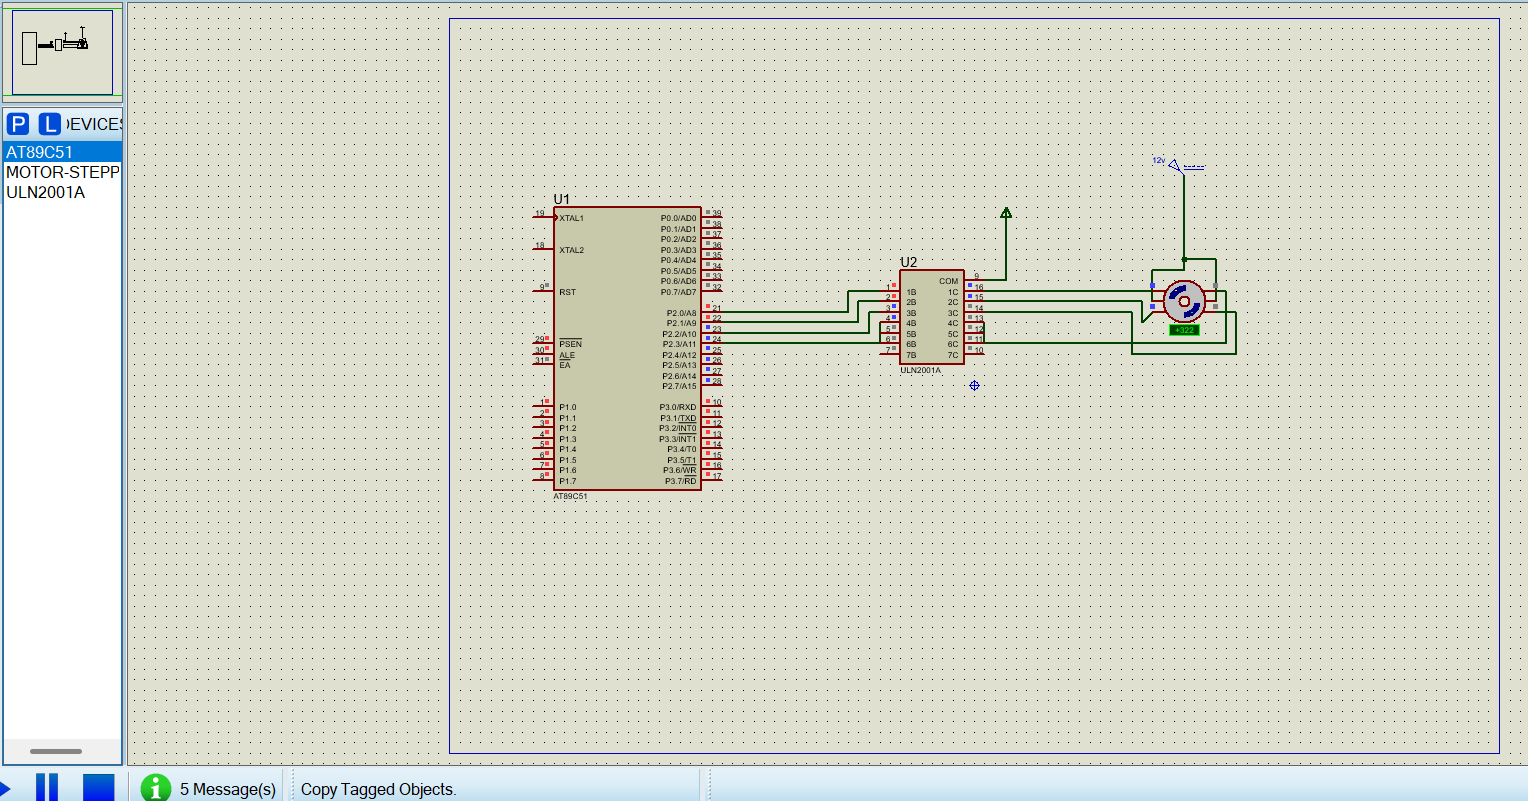 P L DEVICES
AT89C51
MOTOR-STEPP
ULN2001A
12v
U1
19 XTAL1
18 XTAL2
9 RST
29 PSEN
30 ALE
31 EA
1 P1.0
2 P1.1
3 P1.2
4 P1.3
5 P1.4
6 P1.5
7 P1.6
8 P1.7
P0.0/AD0 39
P0.1/AD1 38
P0.2/AD2 37
P0.3/AD3 36
P0.4/AD4 35
P0.5/AD5 34
P0.6/AD6 33
P0.7/AD7 32
P2.0/A8 21
P2.1/A9 22
P2.2/A10 23
P2.3/A11 24
P2.4/A12 25
P2.5/A13 26
P2.6/A14 27
P2.7/A15 28
P3.0/RXD 10
P3.1/TXD 11
P3.2/INT0 12
P3.3/INT1 13
P3.4/T0 14
P3.5/T1 15
P3.6/WR 16
P3.7/RD 17
AT89C51
U2
COM 9
1 1B 1C 16
2 2B 2C 15
3 3B 3C 14
4 4B 4C 13
5 5B 5C 12
6 6B 6C 11
7 7B 7C 10
ULN2001A
+322
5 Message(s)
Copy Tagged Objects.